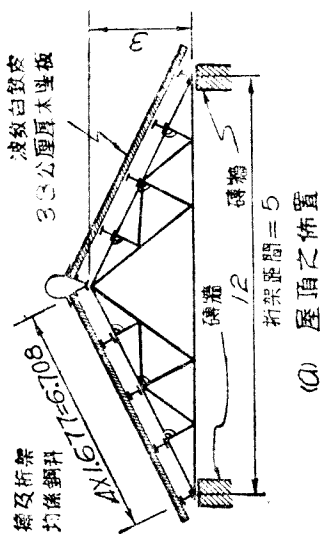 波紋白鉄皮
38公厘厚木望板
3
檁及桁架
均係鋼料
4X1.677=6.708
磚牆
磚牆
12
桁架距間=5
(a) 屋頂之佈置